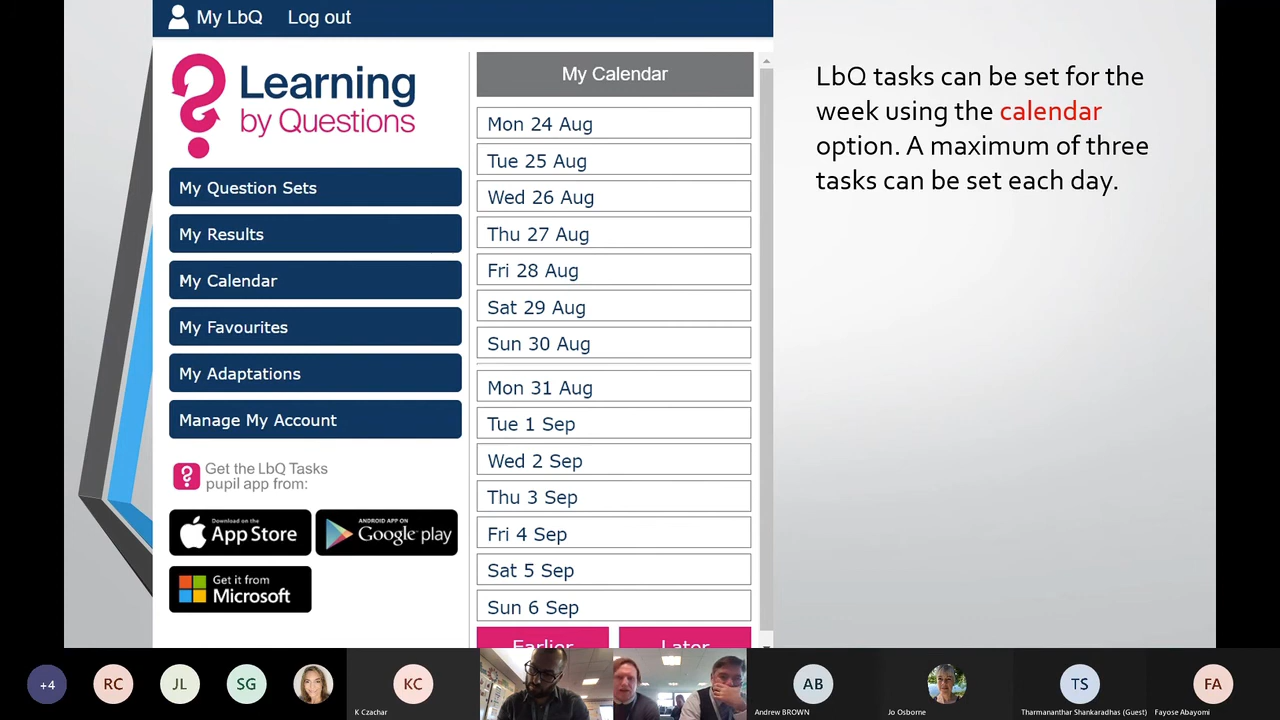 My LbQ
Log out
Learning
by Questions
My Question Sets
My Results
My Calendar
My Favourites
My Adaptations
Manage My Account
Get the LbQ Tasks
pupil app from:
Download on the
App Store
ANDROID APP ON
Google play
Get it from
Microsoft
My Calendar
Mon 24 Aug
Tue 25 Aug
Wed 26 Aug
Thu 27 Aug
Fri 28 Aug
Sat 29 Aug
Sun 30 Aug
Mon 31 Aug
Tue 1 Sep
Wed 2 Sep
Thu 3 Sep
Fri 4 Sep
Sat 5 Sep
Sun 6 Sep
Earlier
Later
LbQ tasks can be set for the
week using the calendar
option. A maximum of three
tasks can be set each day.
+4
RC
JL
SG
KC
K Czachar
AB
Andrew BROWN
Jo Osborne
TS
Tharmananthar Shankaradhas (Guest)
FA
Fayose Abayomi